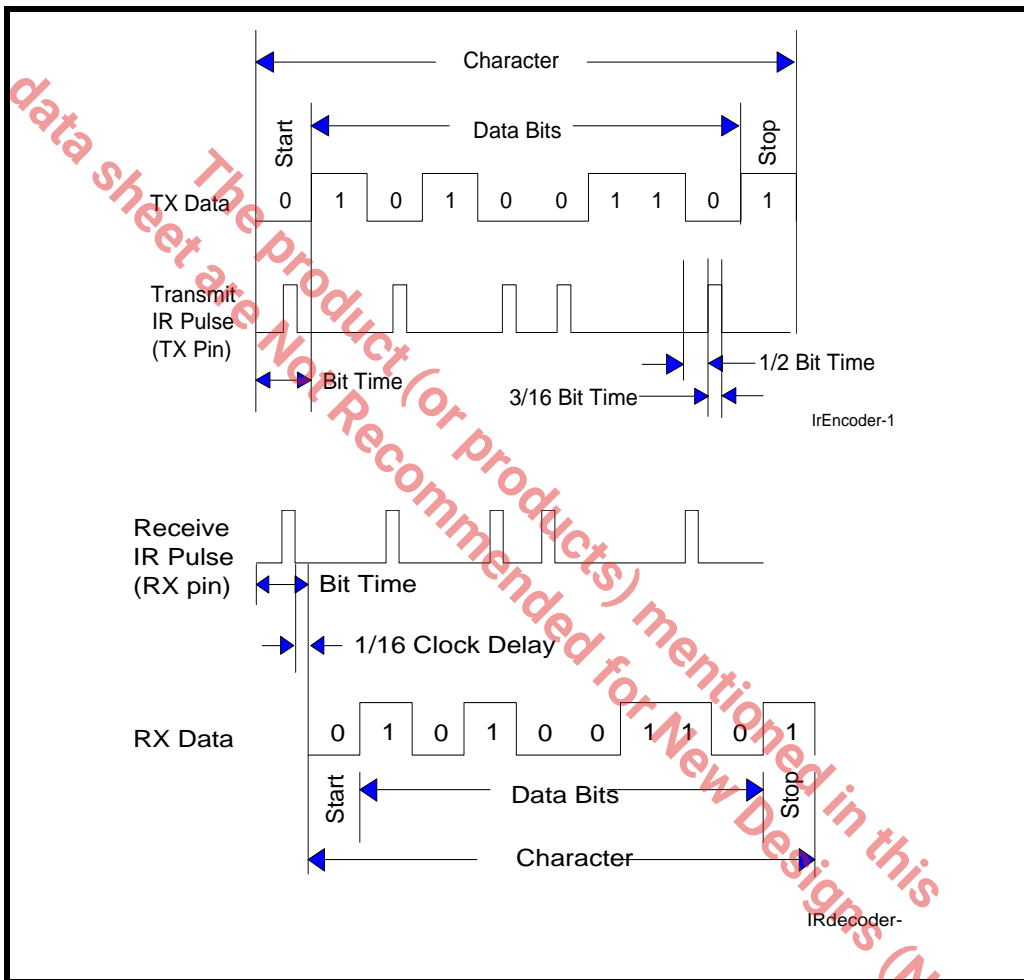 Character
Start
Data Bits
Stop
TX Data
0 1 0 1 0 0 1 1 0 1
Transmit
IR Pulse
(TX Pin)
Bit Time
1/2 Bit Time
3/16 Bit Time
IrEncoder-1
Receive
IR Pulse
(RX pin)
Bit Time
1/16 Clock Delay
RX Data
0 1 0 1 0 0 1 1 0 1
Start
Data Bits
Stop
Character
IRdecoder-
The product (or products) mentioned in this
data sheet are Not Recommended for New Designs (N